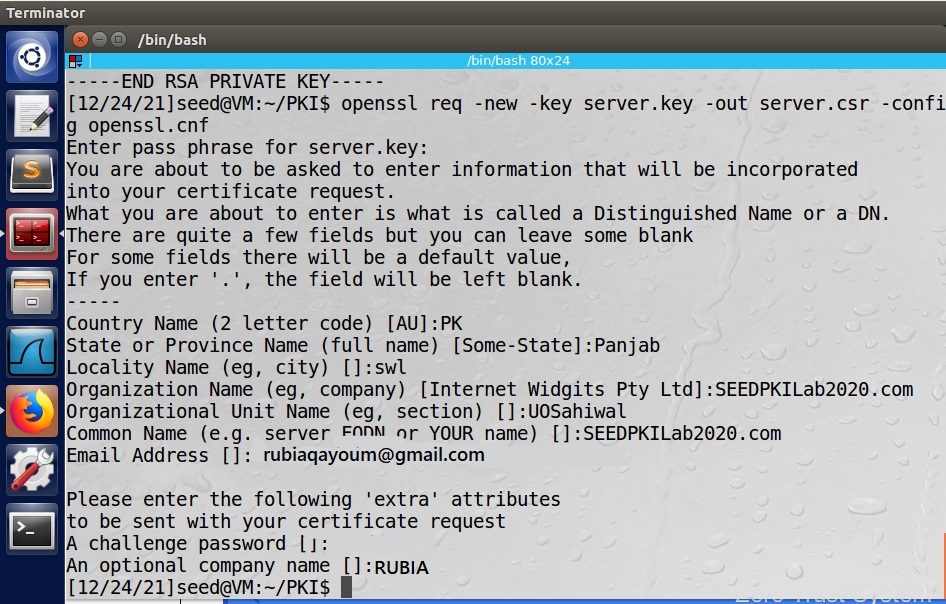 Terminator
/bin/bash
/bin/bash 80x24
-----END RSA PRIVATE KEY-----
[12/24/21]seed@VM:~/PKI$ openssl req -new -key server.key -out server.csr -confi
g openssl.cnf
Enter pass phrase for server.key:
You are about to be asked to enter information that will be incorporated
into your certificate request.
What you are about to enter is what is called a Distinguished Name or a DN.
There are quite a few fields but you can leave some blank
For some fields there will be a default value,
If you enter '.', the field will be left blank.
-----
Country Name (2 letter code) [AU]:PK
State or Province Name (full name) [Some-State]:Panjab
Locality Name (eg, city) []:swl
Organization Name (eg, company) [Internet Widgits Pty Ltd]:SEEDPKILab2020.com
Organizational Unit Name (eg, section) []:UOSahiwal
Common Name (e.g. server FQDN or YOUR name) []:SEEDPKILab2020.com
Email Address []: rubiaqayoum@gmail.com
Please enter the following 'extra' attributes
to be sent with your certificate request
A challenge password []:
An optional company name []:RUBIA
[12/24/21]seed@VM:~/PKI$
Zero Trust System